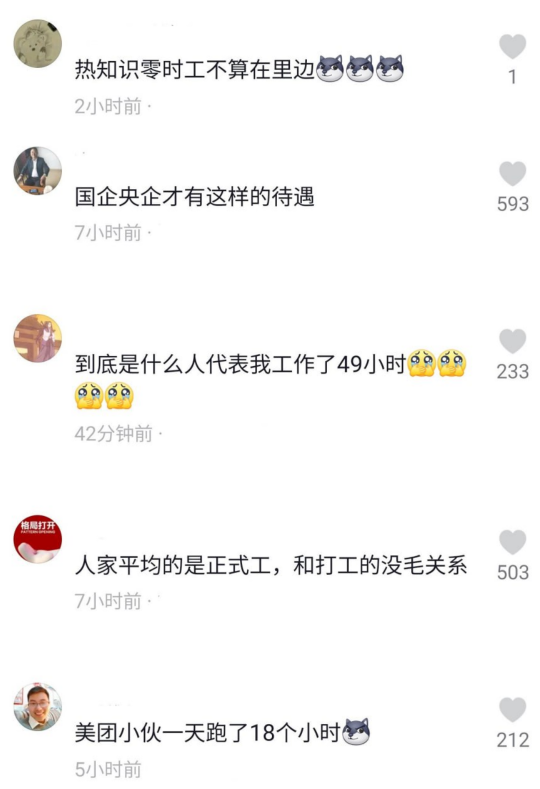 热知识零时工不算在里边
2小时前 ·
1
国企央企才有这样的待遇
7小时前 ·
593
到底是什么人代表我工作了49小时
42分钟前 ·
233
格局打开
PATTERN OPENING
人家平均的是正式工，和打工的没毛关系
7小时前 ·
503
美团小伙一天跑了18个小时
5小时前
212